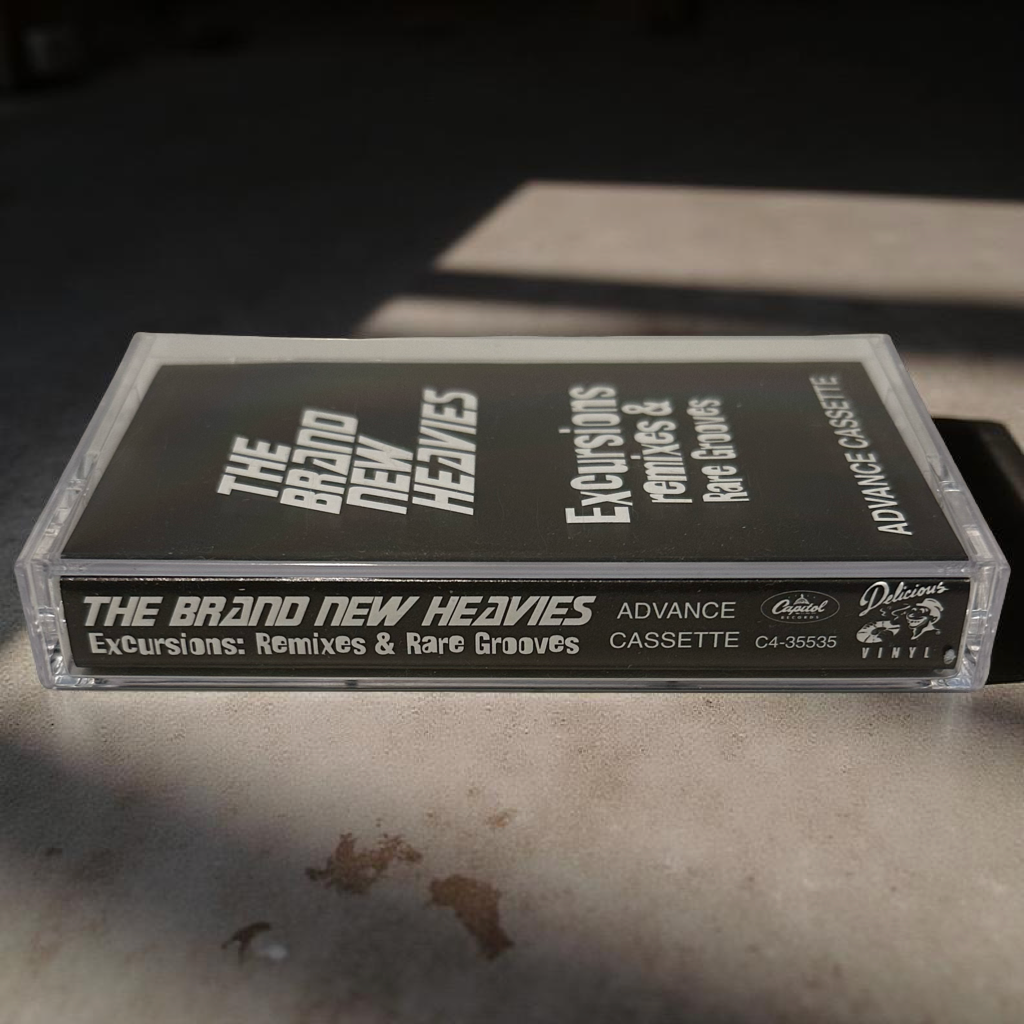 THE
BRAND
NEW
HEAVIES
Excursions
remixes &
Rare Grooves
ADVANCE CASSETTE
THE BRAND NEW HEAVIES
Excursions: Remixes & Rare Grooves
ADVANCE
CASSETTE
Capitol
RECORDS
C4-35535
Delicious
VINYL